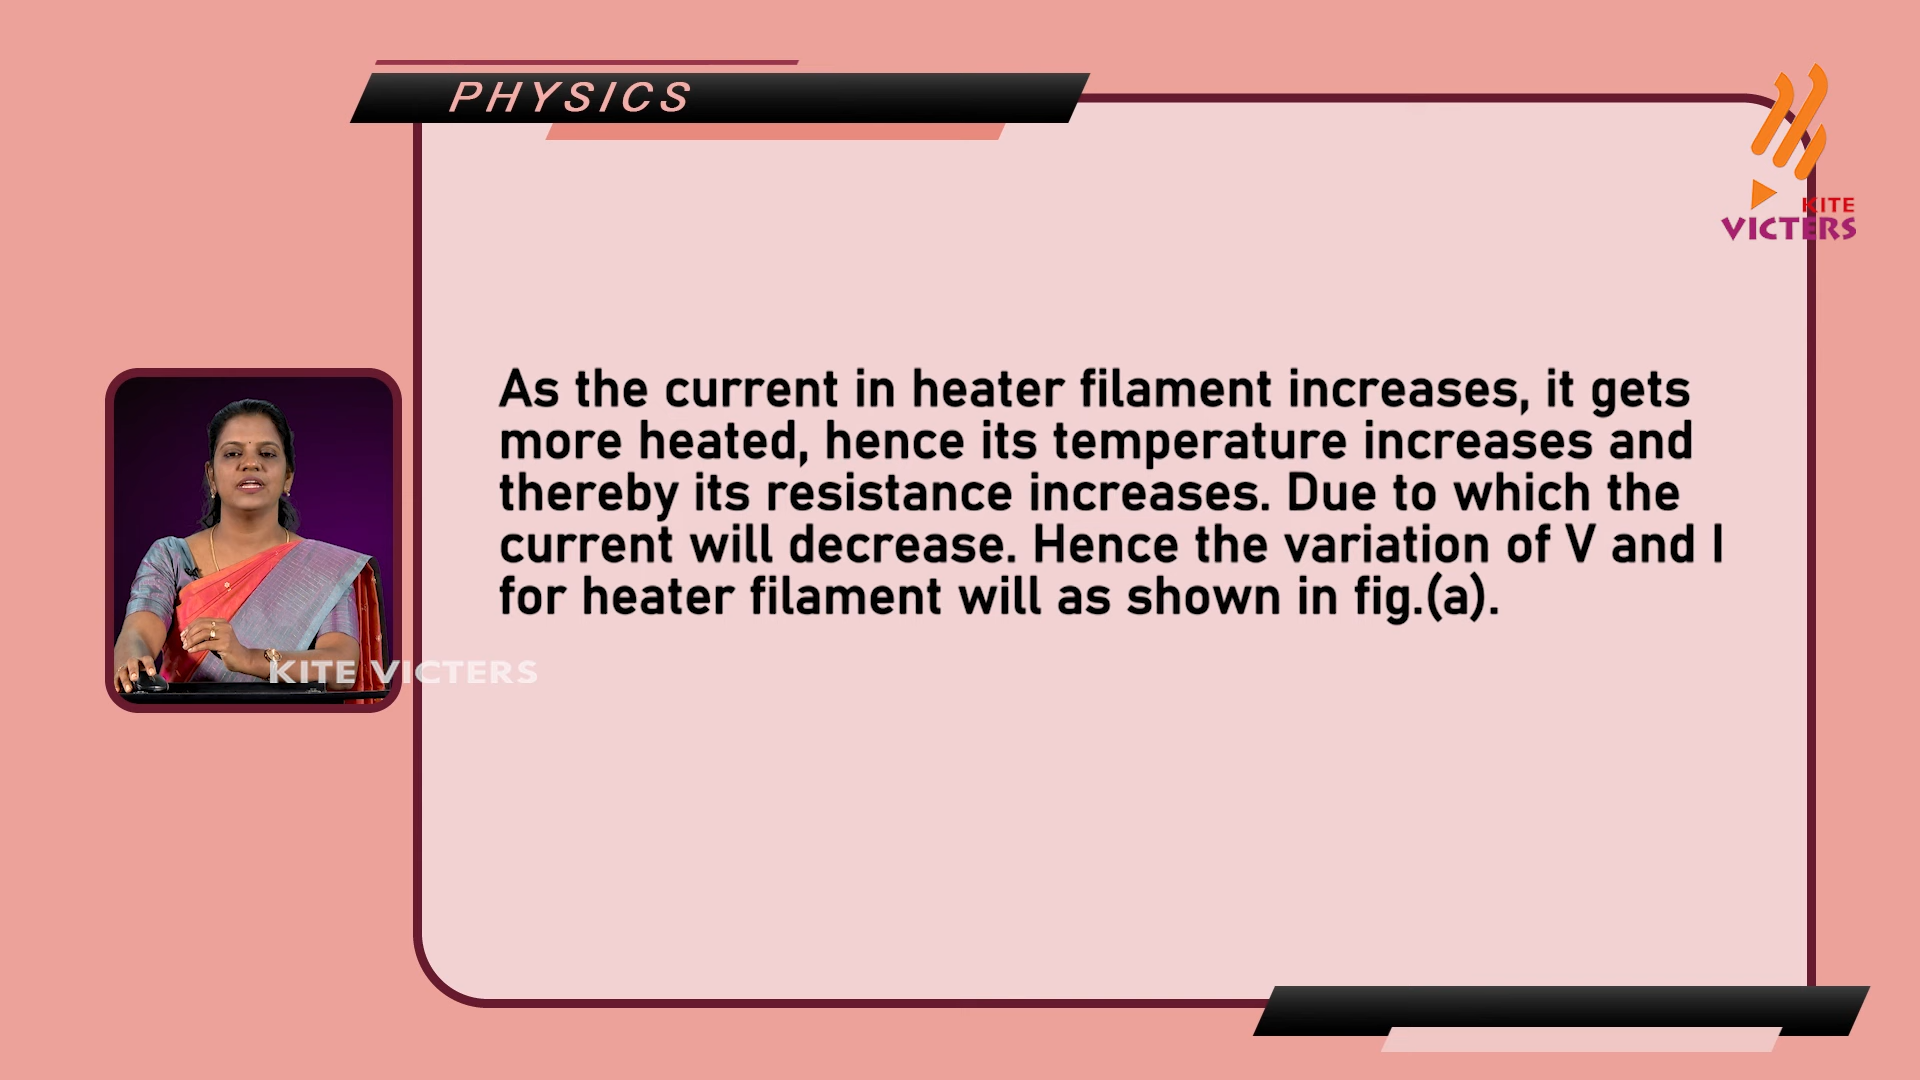 PHYSICS
KITE
VICTERS
As the current in heater filament increases, it gets
more heated, hence its temperature increases and
thereby its resistance increases. Due to which the
current will decrease. Hence the variation of V and I
for heater filament will as shown in fig.(a).
KITE VICTERS